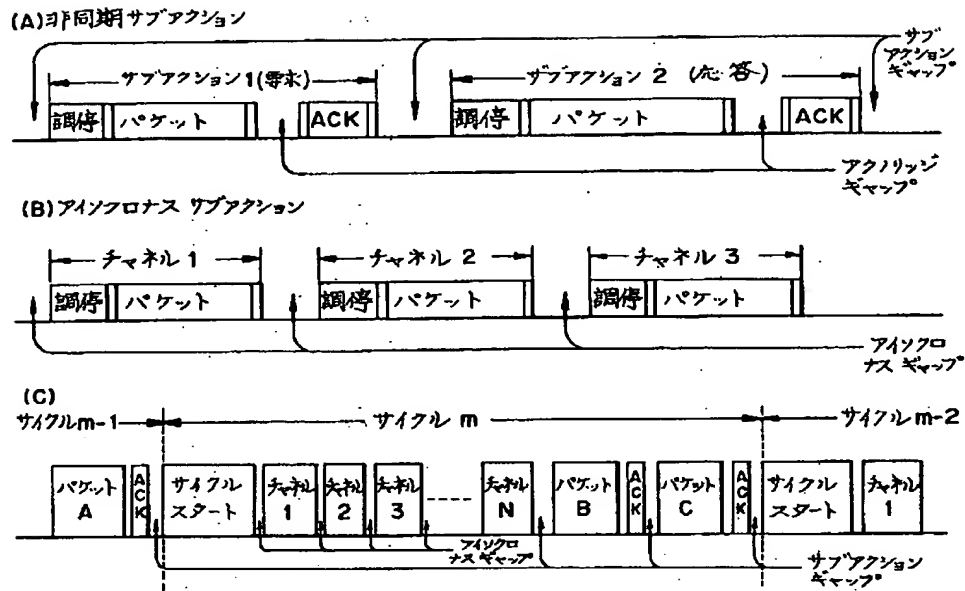 (A)非同期サブアクション
サブ
アクション
ギャップ
サブアクション1(要求)
サブアクション 2 (応答)
調停 パケット ACK 調停 パケット ACK
アクノリッジ
ギャップ
(B)アイソクロナス サブアクション
チャネル 1 チャネル 2 チャネル 3
調停 パケット 調停 パケット 調停 パケット
アイソクロ
ナス ギャップ
(C)
サイクルm-1 サイクル m サイクル m-2
パケット
A
ACK
サイクル
スタート
チャネル
1
チャネル
2
チャネル
3
チャネル
N
パケット
B
ACK
パケット
C
ACK
サイクル
スタート
チャネル
1
アイソクロ
ナスギャップ
サブアクション
ギャップ